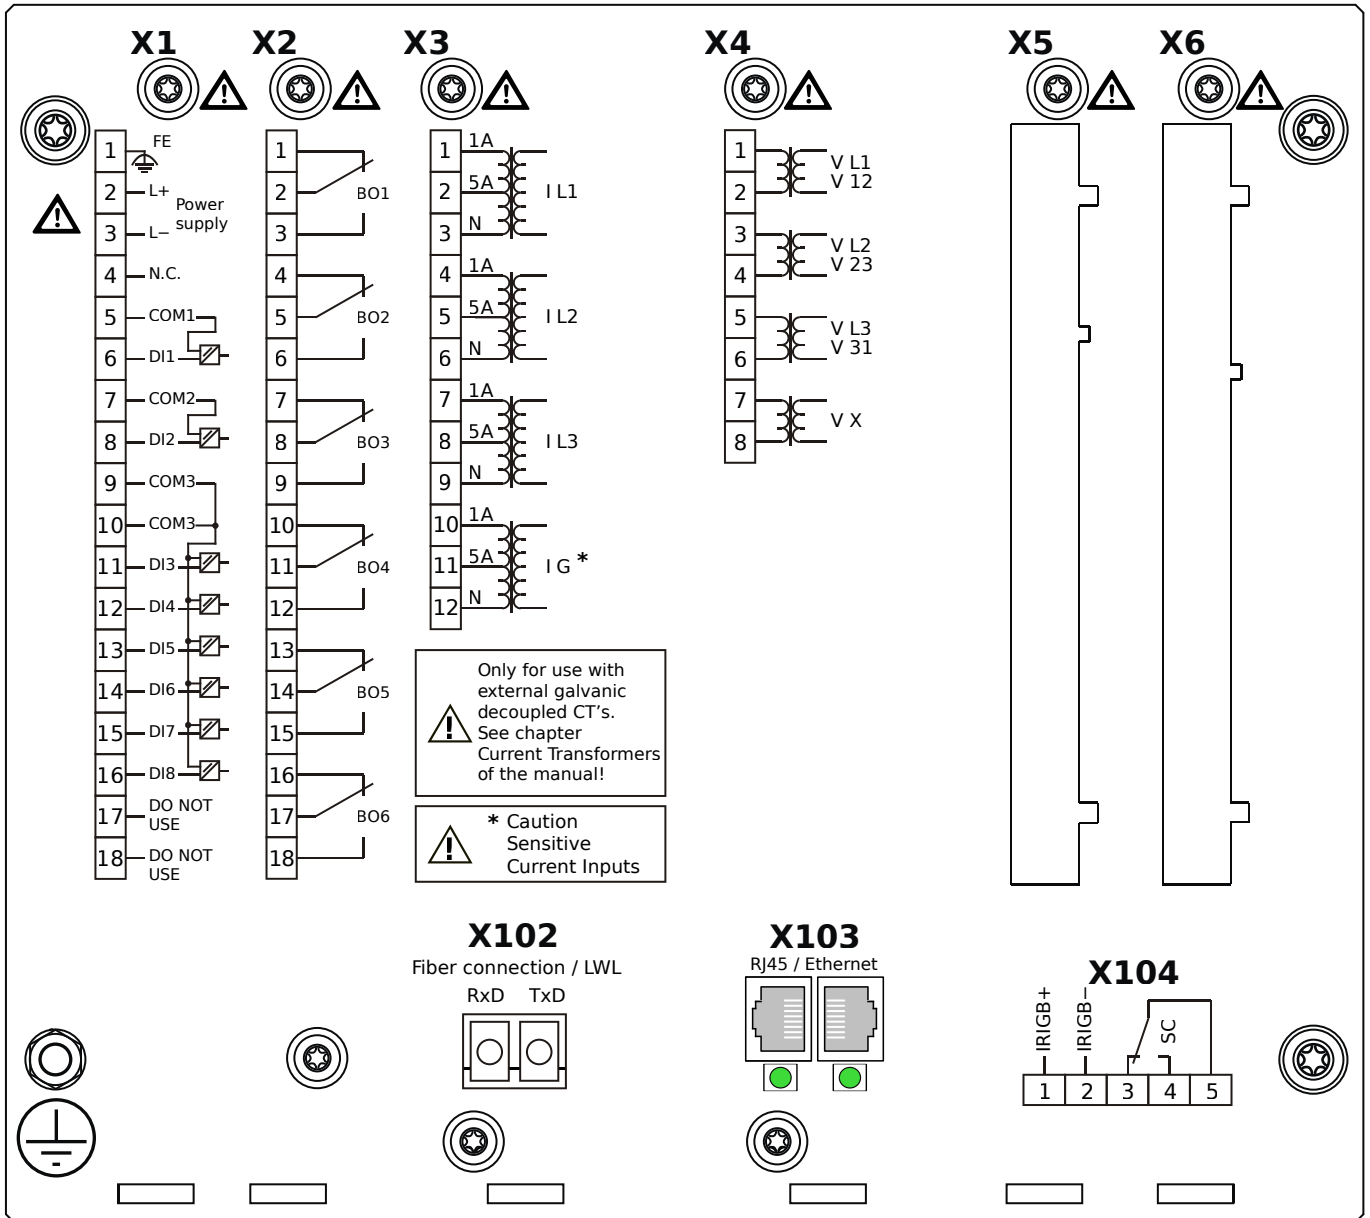 X1
X2
X3
X4
X5
X6
1 FE
2 L+
Power
supply
3 L−
4 N.C.
5 COM1
6 DI1
7 COM2
8 DI2
9 COM3
10 COM3
11 DI3
12 DI4
13 DI5
14 DI6
15 DI7
16 DI8
17 DO NOT
USE
18 DO NOT
USE
1
2 BO1
3
4
5 BO2
6
7
8 BO3
9
10
11 BO4
12
13
14 BO5
15
16
17 BO6
18
1 1A
2 5A I L1
3 N
4 1A
5 5A I L2
6 N
7 1A
8 5A I L3
9 N
10 1A
11 5A I G *
12 N
Only for use with
external galvanic
decoupled CT's.
See chapter
Current Transformers
of the manual!
* Caution
Sensitive
Current Inputs
1 V L1
2 V 12
3 V L2
4 V 23
5 V L3
6 V 31
7 V X
8
X102
Fiber connection / LWL
RxD TxD
X103
RJ45 / Ethernet
X104
IRIGB+
IRIGB−
SC
1 2 3 4 5